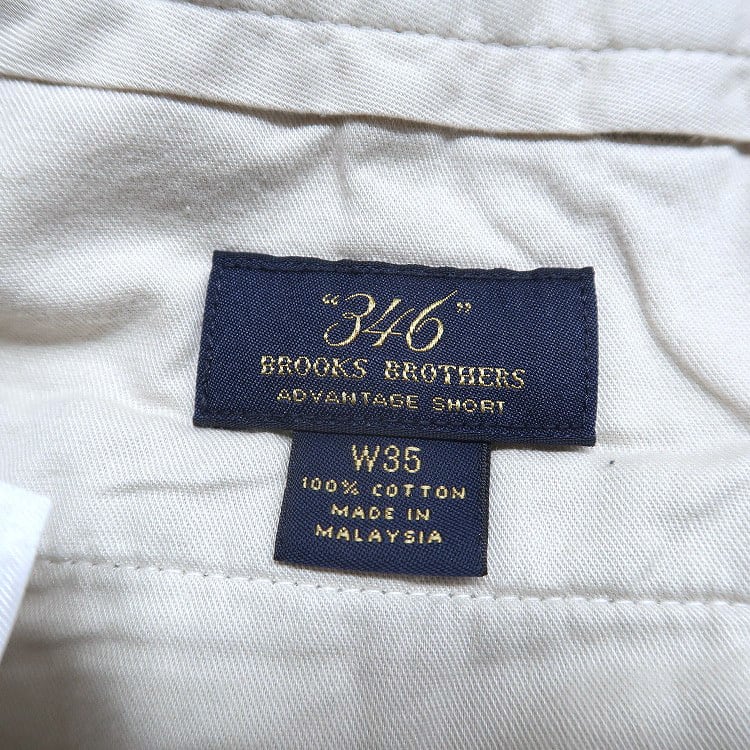 "346"
BROOKS BROTHERS
ADVANTAGE SHORT
W35
100% COTTON
MADE IN
MALAYSIA